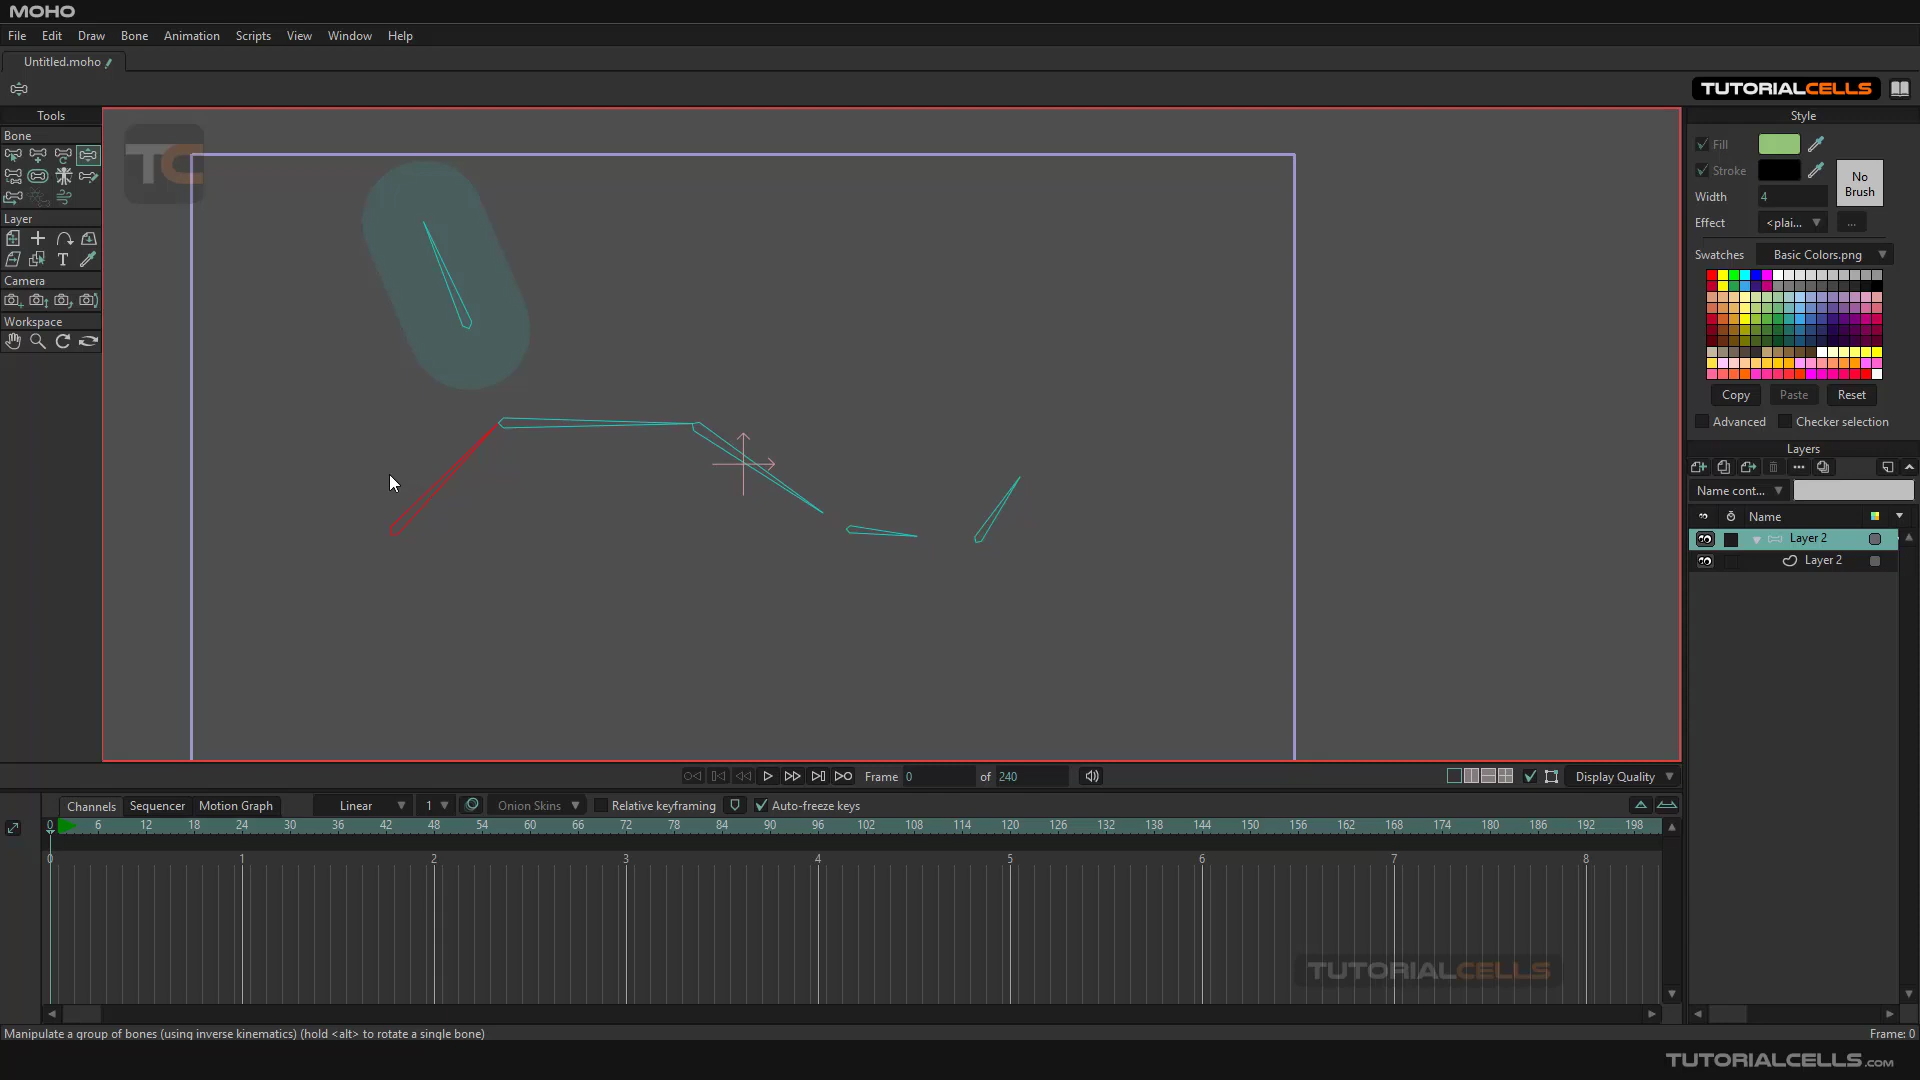 MOHO
File Edit Draw Bone Animation Scripts View Window Help
Untitled.moho
TUTORIALCELLS
Tools
Bone
Layer
T
Camera
Workspace
TC
Style
Fill
Stroke
No Brush
Width 4
Effect <plai... ...
Swatches Basic Colors.png
Copy Paste Reset
Advanced Checker selection
Layers
Name cont...
Name
Layer 2
Layer 2
Frame 0 of 240 Display Quality
Channels Sequencer Motion Graph Linear 1 Onion Skins Relative keyframing Auto-freeze keys
0 6 12 18 24 30 36 42 48 54 60 66 72 78 84 90 96 102 108 114 120 126 132 138 144 150 156 162 168 174 180 186 192 198
0 1 2 3 4 5 6 7 8
TUTORIALCELLS
Manipulate a group of bones (using inverse kinematics) (hold <alt> to rotate a single bone) Frame: 0
TUTORIALCELLS.COM